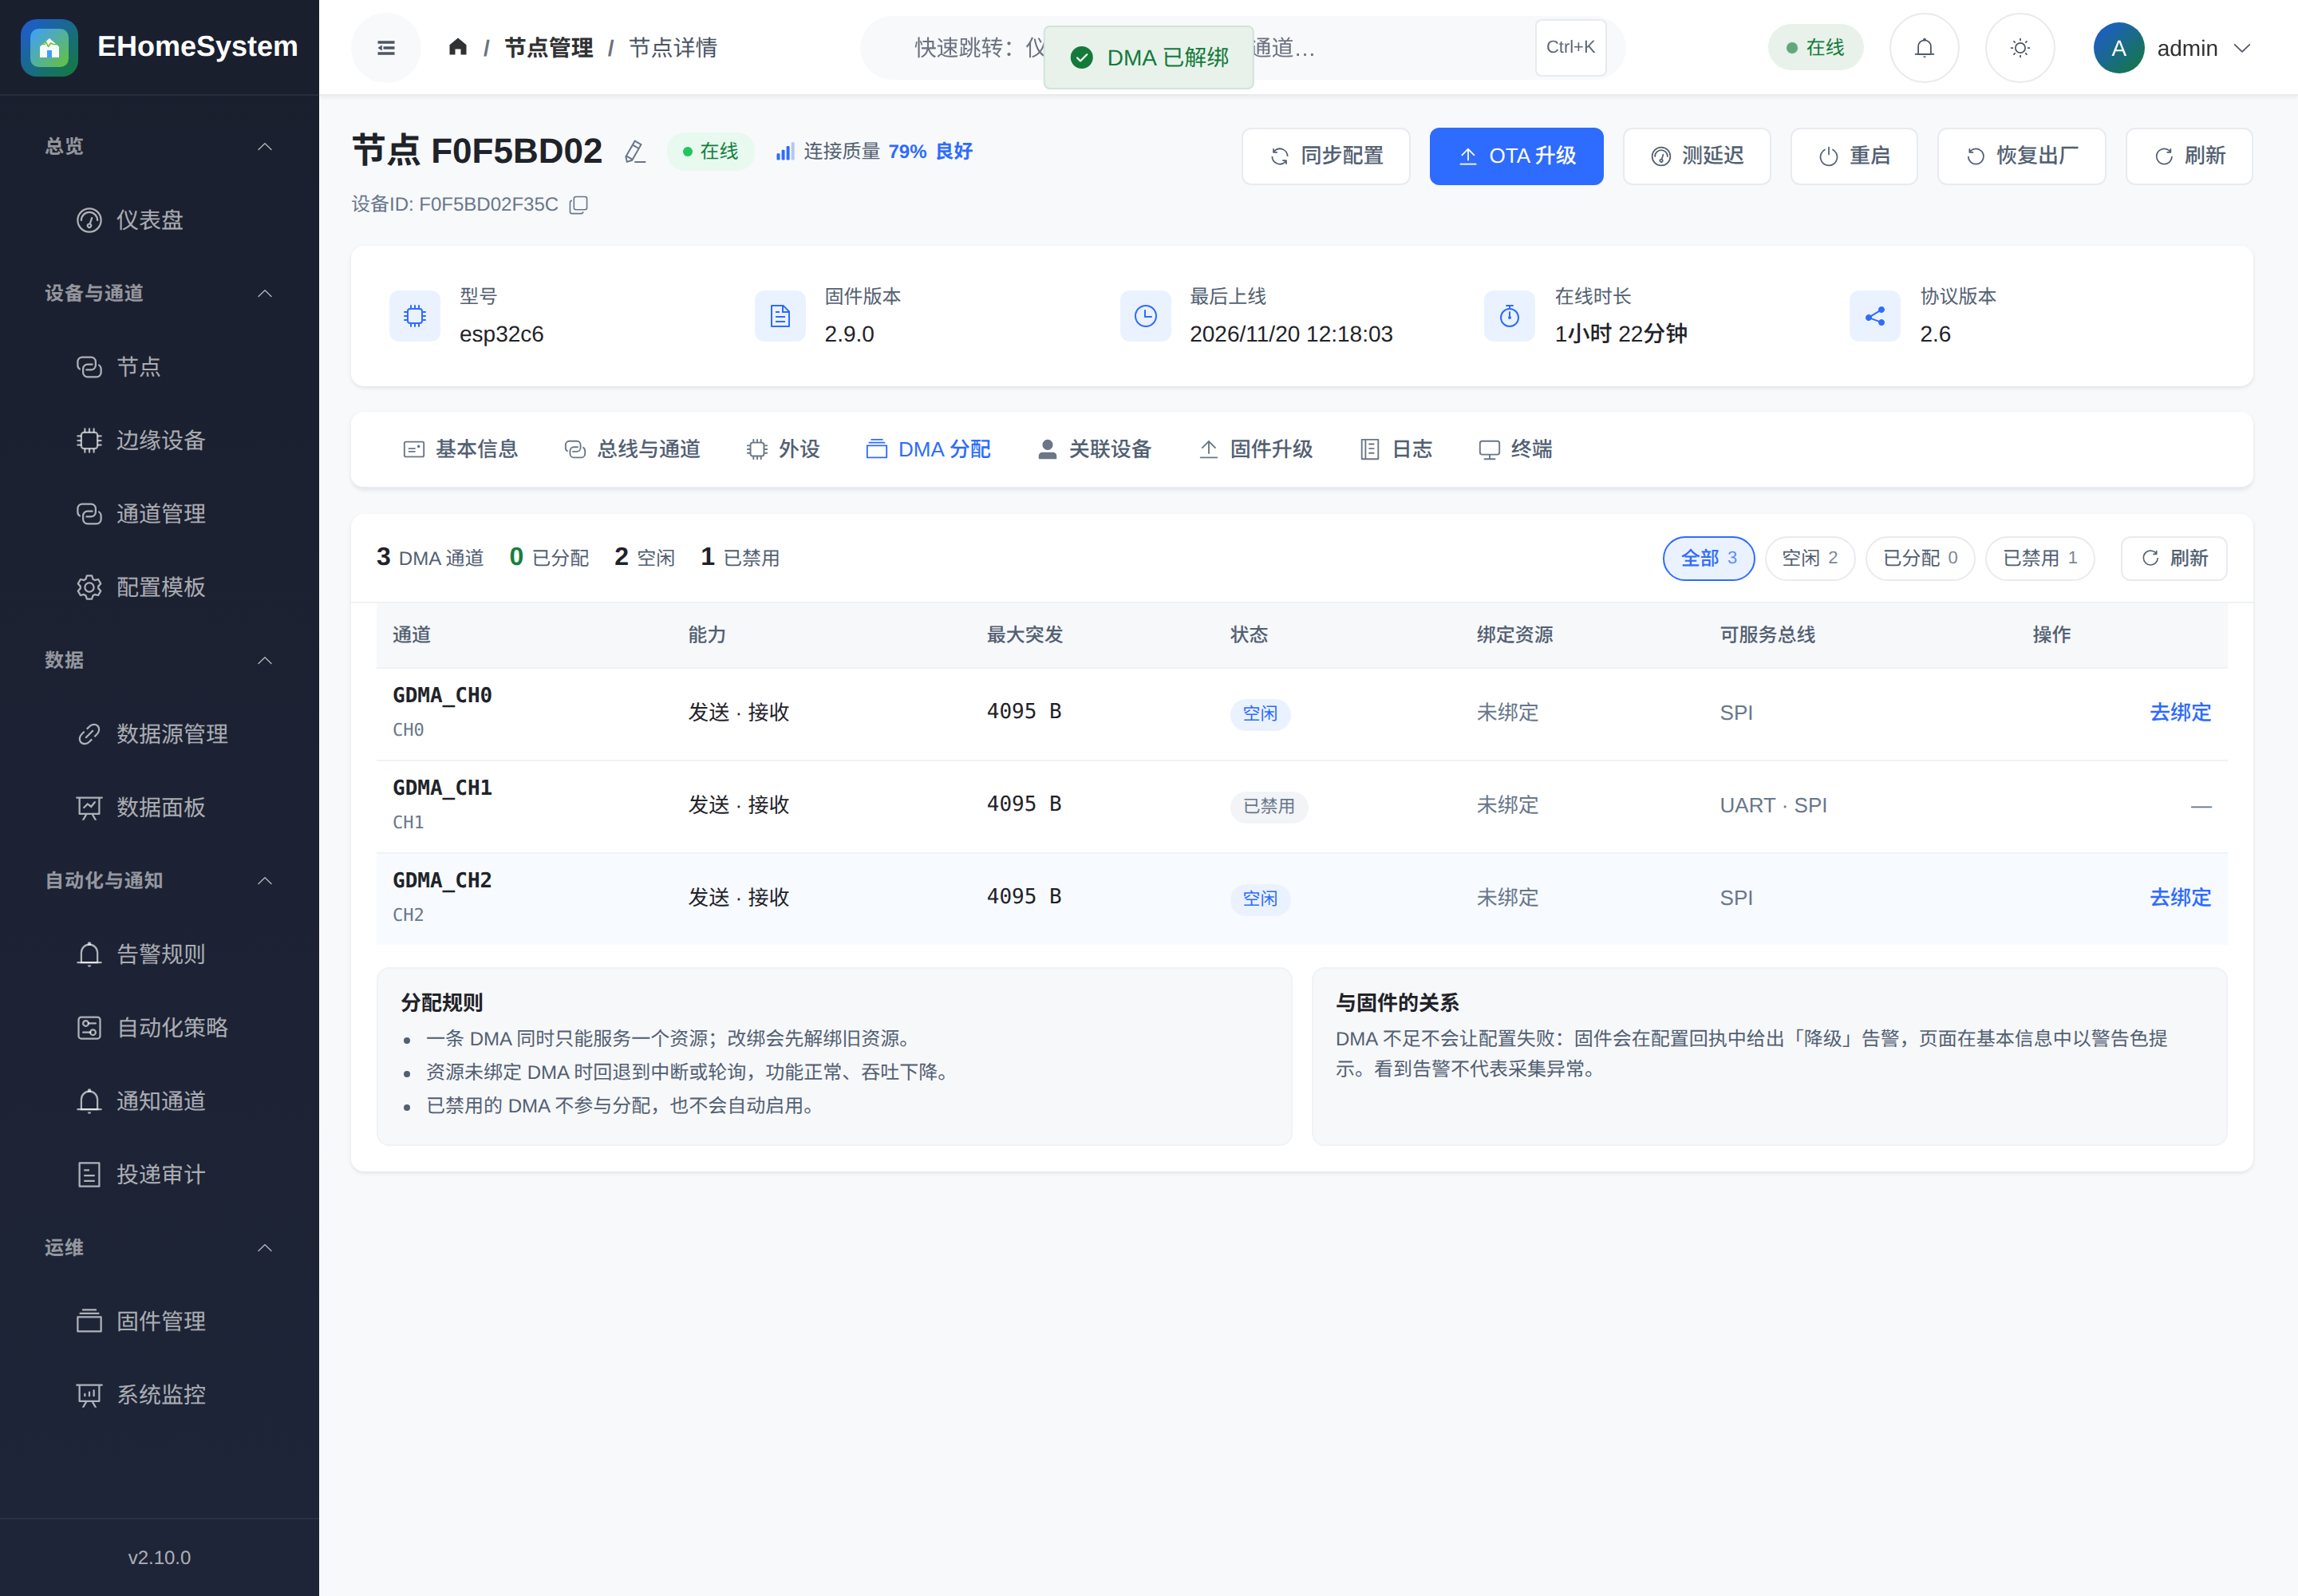 EHomeSystem
/ 节点管理 / 节点详情
快速跳转：仪
通道…
Ctrl+K
DMA 已解绑
在线
A admin
总览
仪表盘
设备与通道
节点
边缘设备
通道管理
配置模板
数据
数据源管理
数据面板
自动化与通知
告警规则
自动化策略
通知通道
投递审计
运维
固件管理
系统监控
v2.10.0
节点 F0F5BD02 在线 连接质量 79% 良好
设备ID: F0F5BD02F35C
同步配置 OTA 升级 测延迟 重启 恢复出厂 刷新
型号
esp32c6
固件版本
2.9.0
最后上线
2026/11/20 12:18:03
在线时长
1小时 22分钟
协议版本
2.6
基本信息 总线与通道 外设 DMA 分配 关联设备 固件升级 日志 终端
3 DMA 通道 0 已分配 2 空闲 1 已禁用
全部 3 空闲 2 已分配 0 已禁用 1 刷新
通道 能力 最大突发 状态 绑定资源 可服务总线 操作
GDMA_CH0
CH0
发送 · 接收 4095 B 空闲 未绑定 SPI 去绑定
GDMA_CH1
CH1
发送 · 接收 4095 B 已禁用 未绑定 UART · SPI —
GDMA_CH2
CH2
发送 · 接收 4095 B 空闲 未绑定 SPI 去绑定
分配规则
• 一条 DMA 同时只能服务一个资源；改绑会先解绑旧资源。
• 资源未绑定 DMA 时回退到中断或轮询，功能正常、吞吐下降。
• 已禁用的 DMA 不参与分配，也不会自动启用。
与固件的关系
DMA 不足不会让配置失败：固件会在配置回执中给出「降级」告警，页面在基本信息中以警告色提
示。看到告警不代表采集异常。